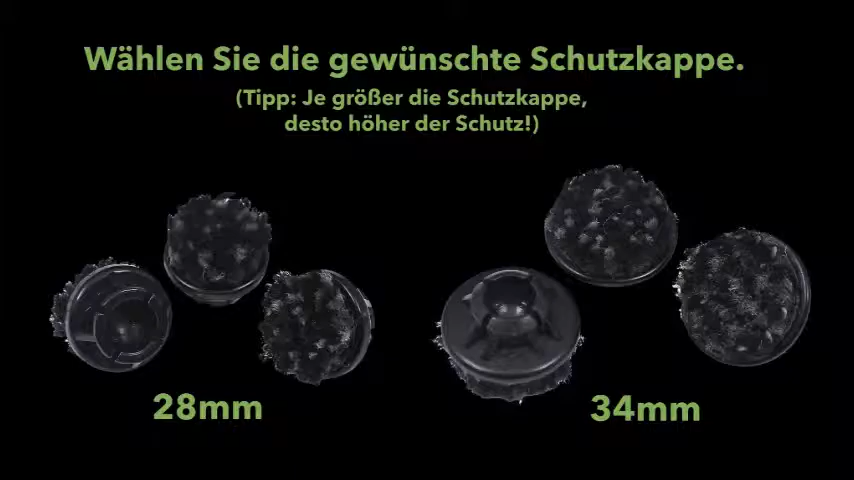 Wählen Sie die gewünschte Schutzkappe.
(Tipp: Je größer die Schutzkappe,
desto höher der Schutz!)
28mm
34mm